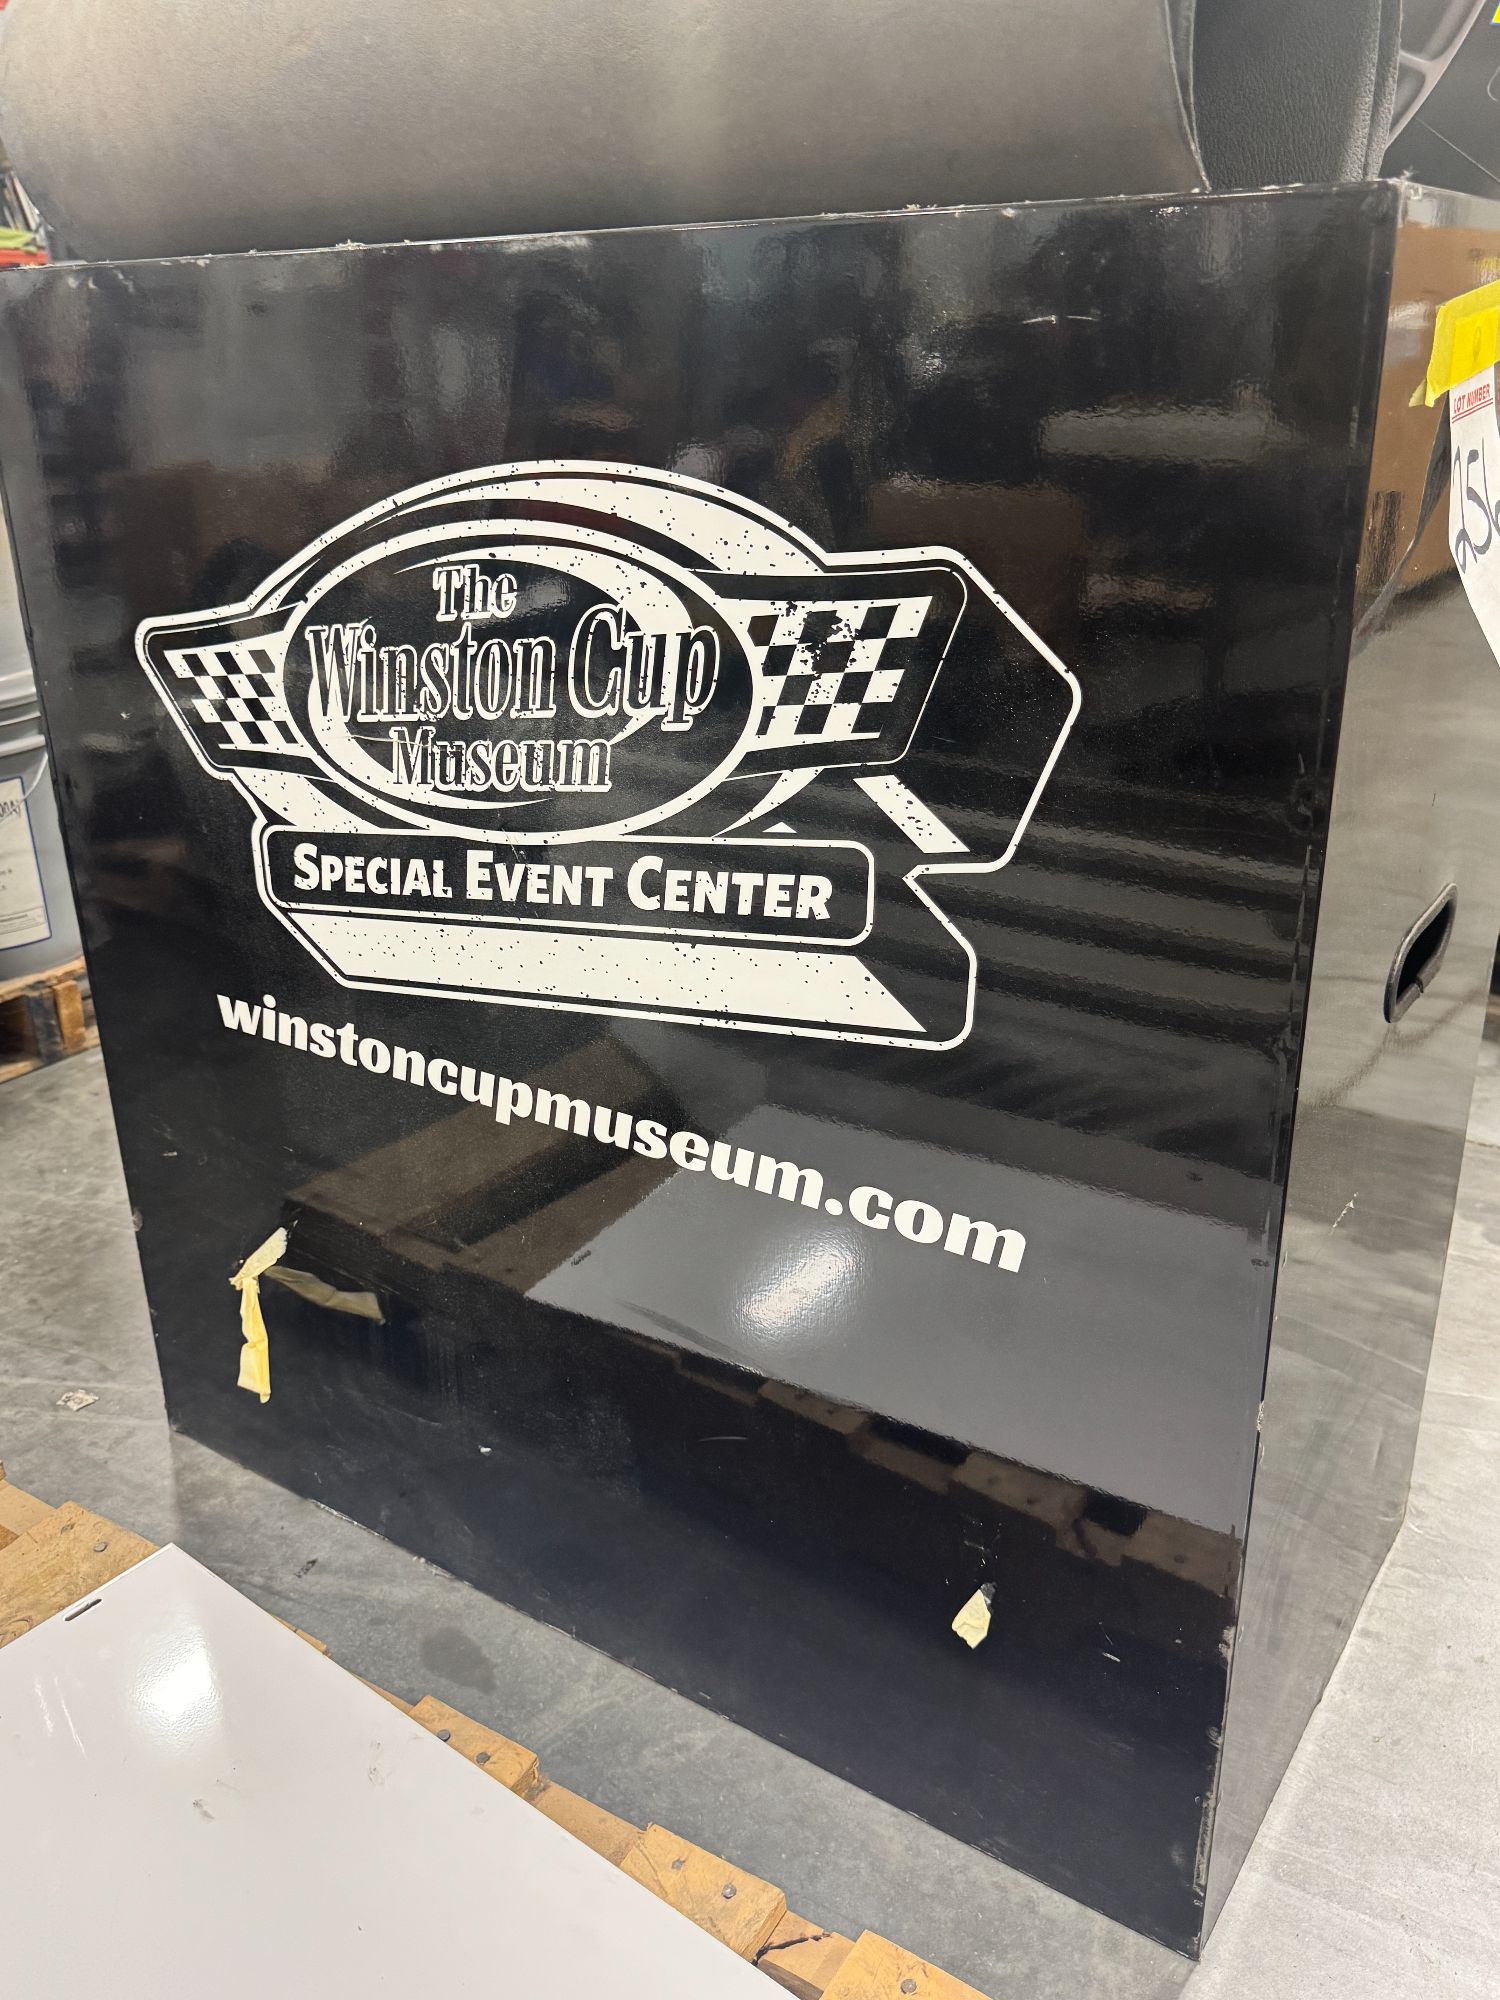 The
Winston Cup
Museum
SPECIAL EVENT CENTER
winstoncupmuseum.com
LOT NUMBER